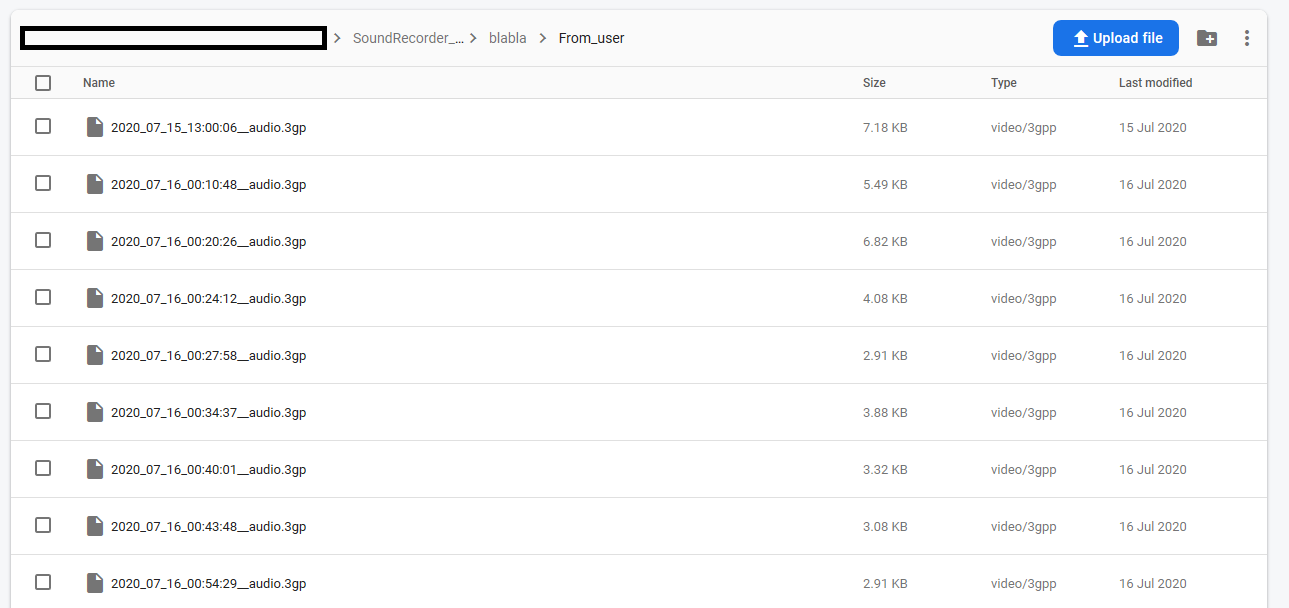 SoundRecorder_... > blabla > From_user Upload file
Name Size Type Last modified
2020_07_15_13:00:06__audio.3gp 7.18 KB video/3gpp 15 Jul 2020
2020_07_16_00:10:48__audio.3gp 5.49 KB video/3gpp 16 Jul 2020
2020_07_16_00:20:26__audio.3gp 6.82 KB video/3gpp 16 Jul 2020
2020_07_16_00:24:12__audio.3gp 4.08 KB video/3gpp 16 Jul 2020
2020_07_16_00:27:58__audio.3gp 2.91 KB video/3gpp 16 Jul 2020
2020_07_16_00:34:37__audio.3gp 3.88 KB video/3gpp 16 Jul 2020
2020_07_16_00:40:01__audio.3gp 3.32 KB video/3gpp 16 Jul 2020
2020_07_16_00:43:48__audio.3gp 3.08 KB video/3gpp 16 Jul 2020
2020_07_16_00:54:29__audio.3gp 2.91 KB video/3gpp 16 Jul 2020